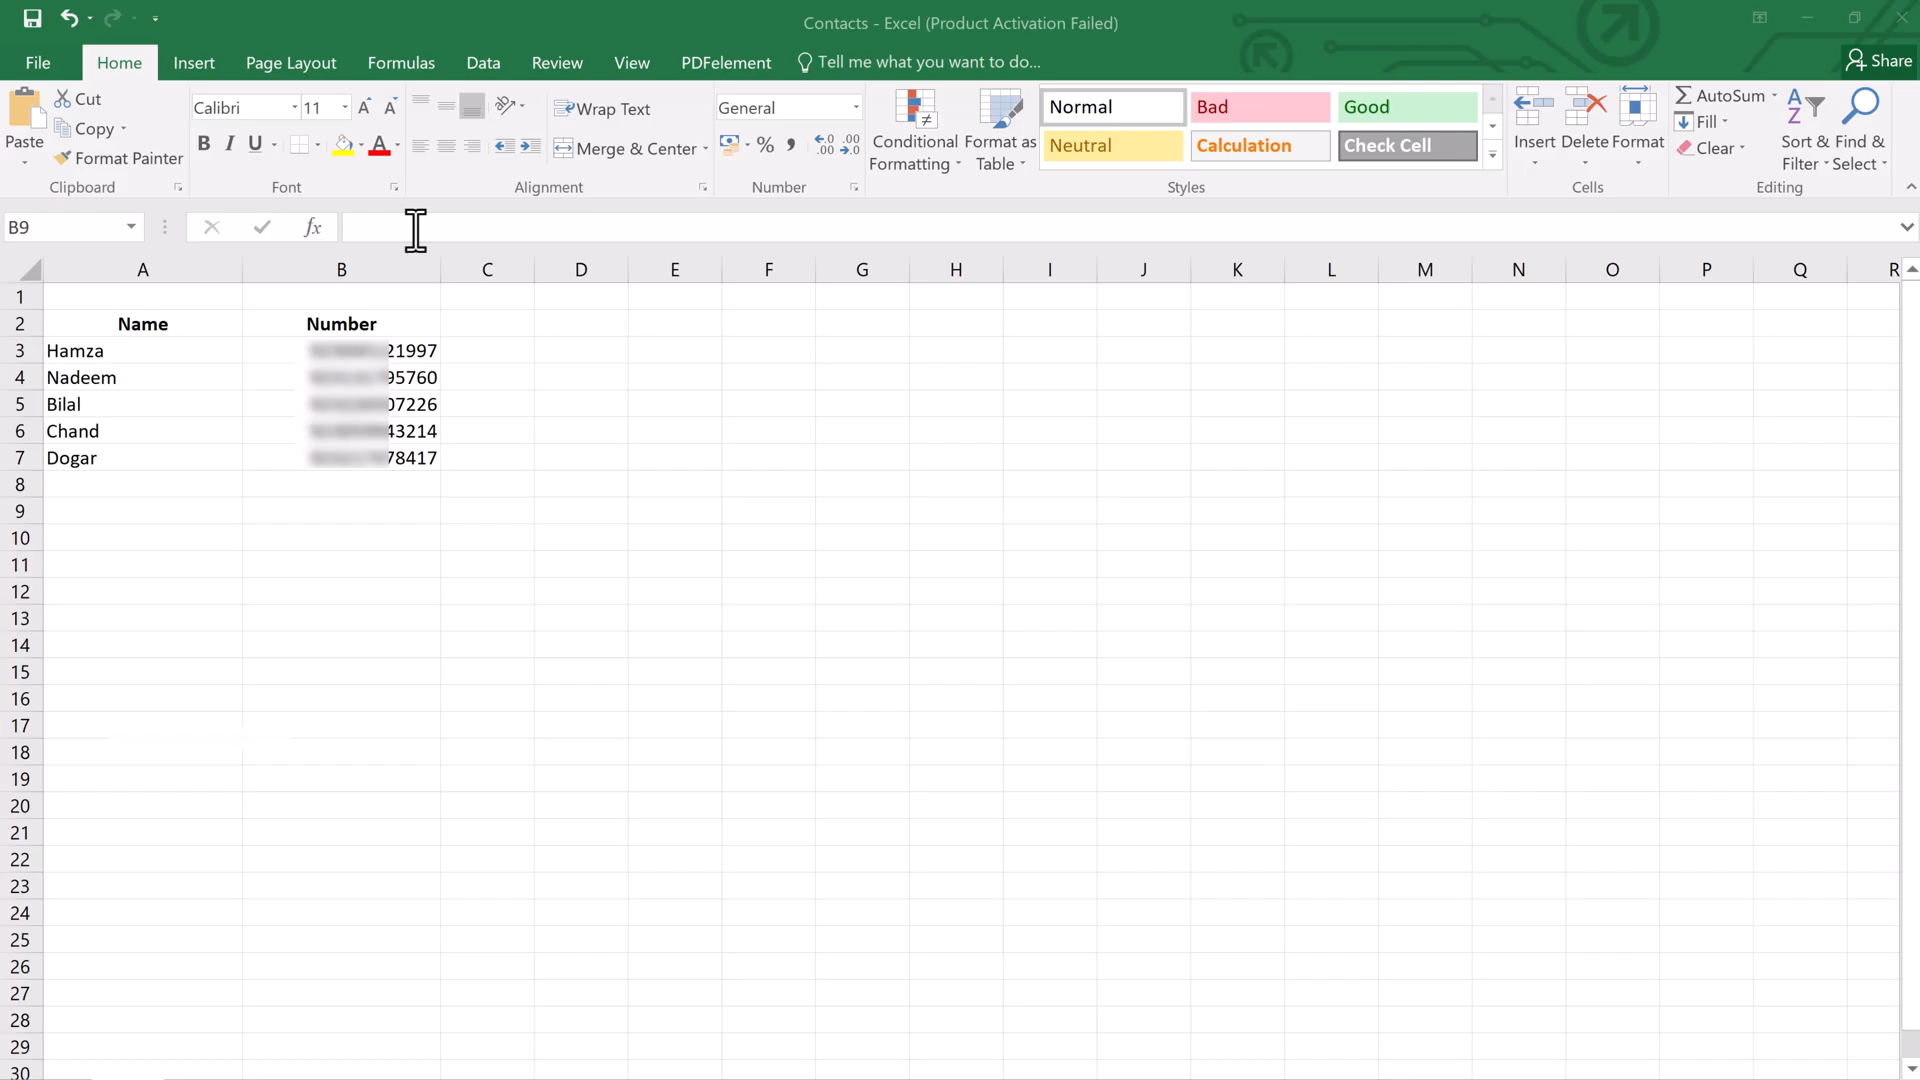 Contacts - Excel (Product Activation Failed)
File Home Insert Page Layout Formulas Data Review View PDFelement Tell me what you want to do... Share
Paste
Cut
Copy
Format Painter
Clipboard
Calibri 11 A A
B I U A
Font
Wrap Text
Merge & Center
Alignment
General
% , .00 .00
Number
Conditional Formatting
Format as Table
Normal Bad Good
Neutral Calculation Check Cell
Styles
Insert Delete Format
Cells
AutoSum
Fill
Clear
Sort & Filter
Find & Select
Editing
B9 fx
A B C D E F G H I J K L M N O P Q R
1
2 Name Number
3 Hamza 21997
4 Nadeem 95760
5 Bilal 07226
6 Chand 43214
7 Dogar 78417
8
9
10
11
12
13
14
15
16
17
18
19
20
21
22
23
24
25
26
27
28
29
30